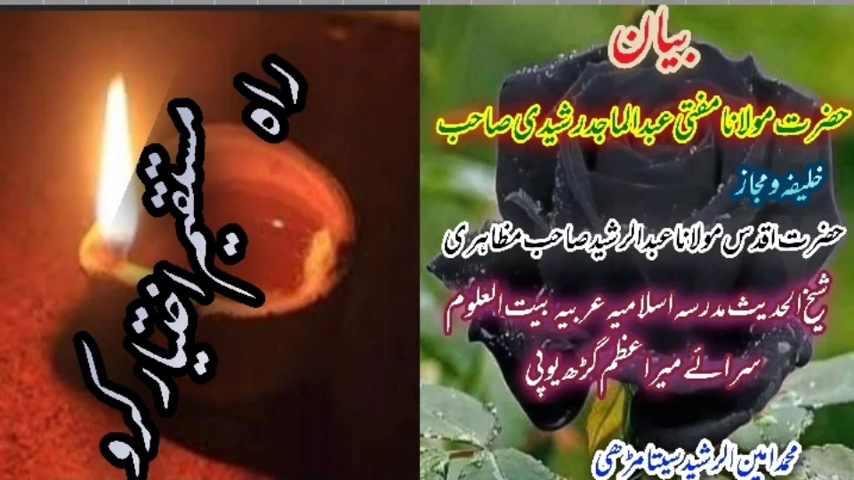 بیان
حضرت مولانا مفتی عبدالماجد رشیدی صاحب
خلیفہ و مجاز
حضرت اقدس مولانا عبدالرشید صاحب مظاہری
شیخ الحدیث مدرسہ اسلامیہ عربیہ بیت العلوم
سرائے میر اعظم گڑھ یوپی
محمد امین الرشید سیتامڑھی
راہ مستقیم اختیار کرو